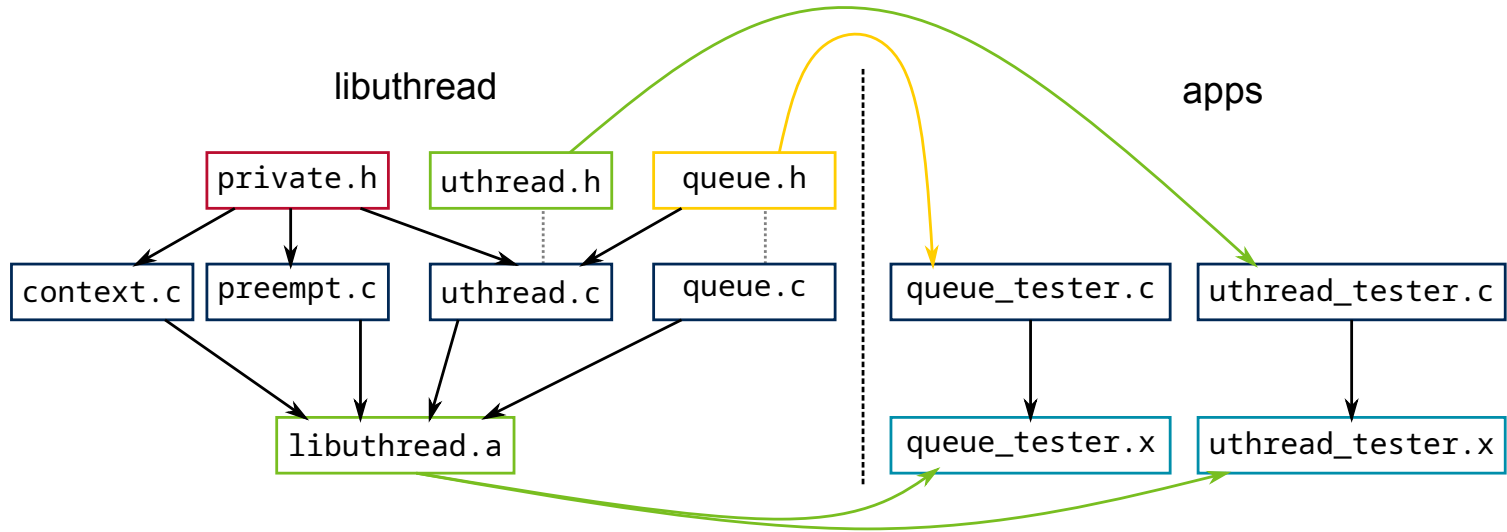 libuthread
apps
private.h
uthread.h
queue.h
context.c
preempt.c
uthread.c
queue.c
queue_tester.c
uthread_tester.c
libuthread.a
queue_tester.x
uthread_tester.x